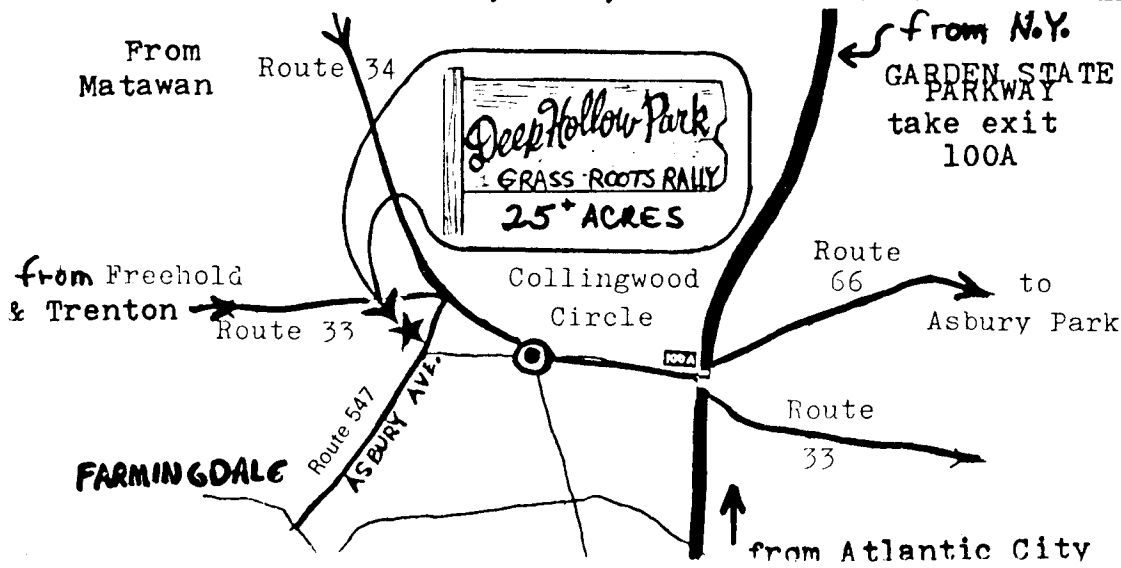 from N.Y.
GARDEN STATE
PARKWAY
take exit
100A
From
Matawan
Route 34
Deep Hollow Park
GRASS-ROOTS RALLY
25+ ACRES
from Freehold
& Trenton
Route 33
Collingwood
Circle
Route
66
to
Asbury Park
100A
Route 547
ASBURY AVE.
Route
33
FARMINGDALE
from Atlantic City